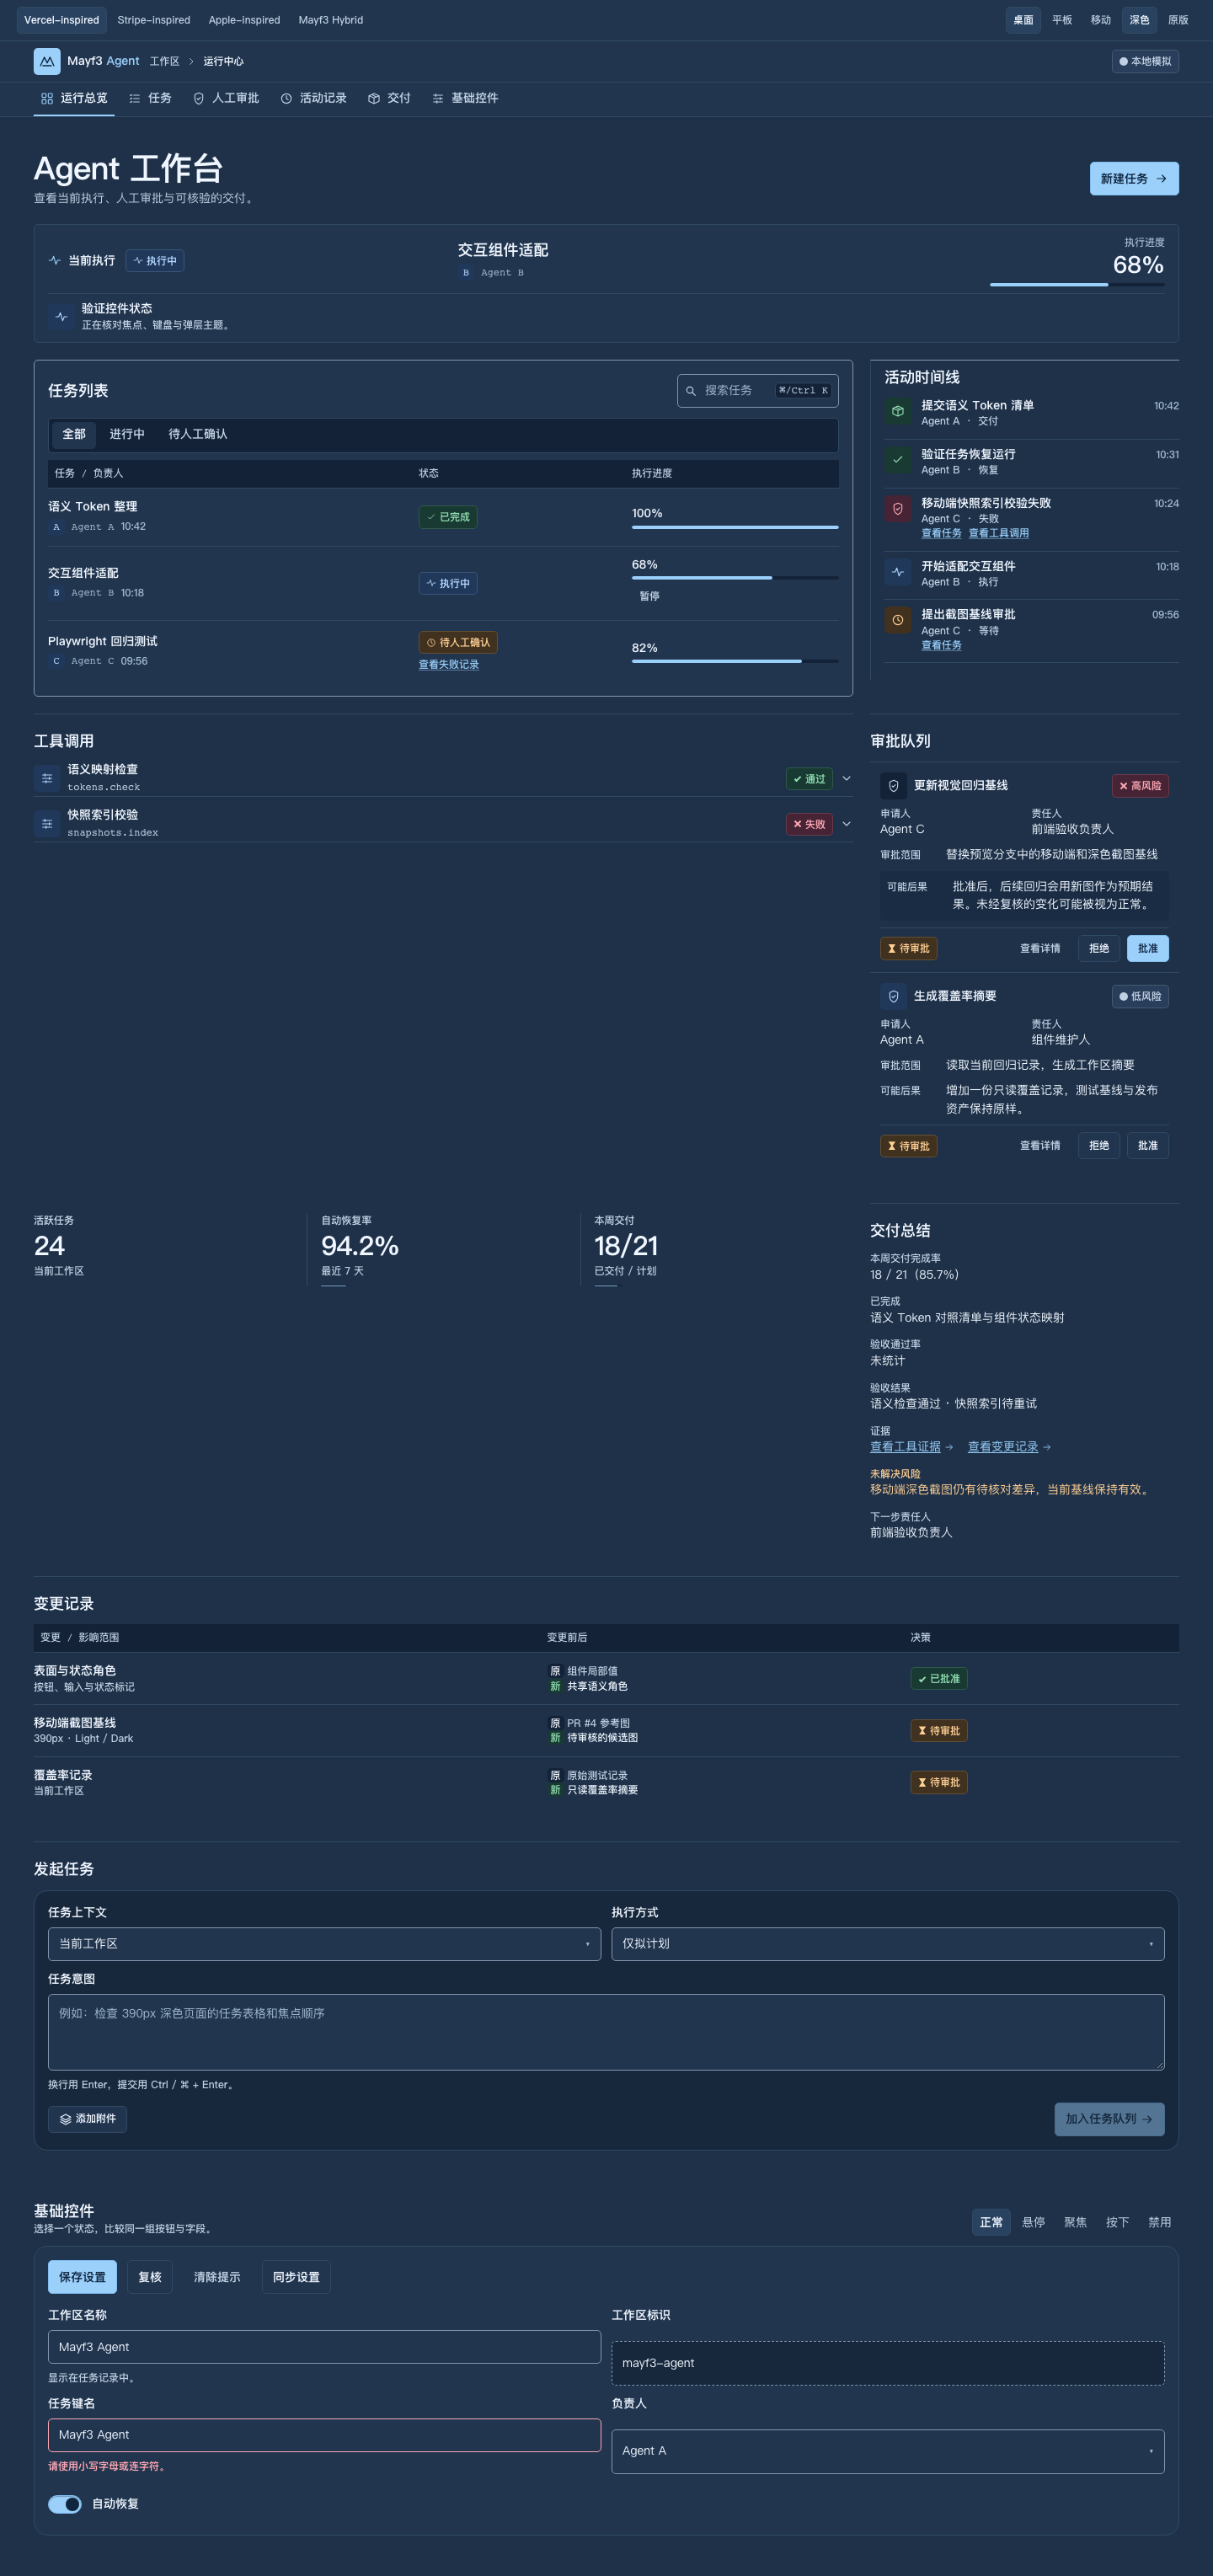 Vercel-inspired Stripe-inspired Apple-inspired Mayf3 Hybrid 桌面 平板 移动 深色 原版
Mayf3 Agent 工作区 运行中心 本地模拟
运行总览 任务 人工审批 活动记录 交付 基础控件
Agent 工作台
查看当前执行、人工审批与可核验的交付。
新建任务 →
当前执行 执行中
交互组件适配
B Agent B
执行进度
68%
验证控件状态
正在核对焦点、键盘与弹层主题。
任务列表
搜索任务 ⌘/Ctrl K
全部 进行中 待人工确认
任务 / 负责人 状态 执行进度
语义 Token 整理
A Agent A 10:42
已完成
100%
交互组件适配
B Agent B 10:18
执行中
68%
暂停
Playwright 回归测试
C Agent C 09:56
待人工确认
查看失败记录
82%
活动时间线
提交语义 Token 清单 10:42
Agent A · 交付
验证任务恢复运行 10:31
Agent B · 恢复
移动端快照索引校验失败 10:24
Agent C · 失败
查看任务 查看工具调用
开始适配交互组件 10:18
Agent B · 执行
提出截图基线审批 09:56
Agent C · 等待
查看任务
工具调用
语义映射检查
tokens.check
通过
快照索引校验
snapshots.index
失败
审批队列
更新视觉回归基线 高风险
申请人 责任人
Agent C 前端验收负责人
审批范围 替换预览分支中的移动端和深色截图基线
可能后果 批准后，后续回归会用新图作为预期结
果。未经复核的变化可能被视为正常。
待审批 查看详情 拒绝 批准
生成覆盖率摘要 低风险
申请人 责任人
Agent A 组件维护人
审批范围 读取当前回归记录，生成工作区摘要
可能后果 增加一份只读覆盖记录，测试基线与发布
资产保持原样。
待审批 查看详情 拒绝 批准
活跃任务
24
当前工作区
自动恢复率
94.2%
最近 7 天
本周交付
18/21
已交付 / 计划
交付总结
本周交付完成率
18 / 21（85.7%）
已完成
语义 Token 对照清单与组件状态映射
验收通过率
未统计
验收结果
语义检查通过 · 快照索引待重试
证据
查看工具证据 → 查看变更记录 →
未解决风险
移动端深色截图仍有待核对差异，当前基线保持有效。
下一步责任人
前端验收负责人
变更记录
变更 / 影响范围 变更前后 决策
表面与状态角色
按钮、输入与状态标记
原 组件局部值
新 共享语义角色
已批准
移动端截图基线
390px · Light / Dark
原 PR #4 参考图
新 待审核的候选图
待审批
覆盖率记录
当前工作区
原 原始测试记录
新 只读覆盖率摘要
待审批
发起任务
任务上下文 执行方式
当前工作区 仅拟计划
任务意图
例如：检查 390px 深色页面的任务表格和焦点顺序
换行用 Enter，提交用 Ctrl / ⌘ + Enter。
添加附件 加入任务队列 →
基础控件
选择一个状态，比较同一组按钮与字段。
正常 悬停 聚焦 按下 禁用
保存设置 复核 清除提示 同步设置
工作区名称 工作区标识
Mayf3 Agent mayf3-agent
显示在任务记录中。
任务键名 负责人
Mayf3 Agent Agent A
请使用小写字母或连字符。
自动恢复